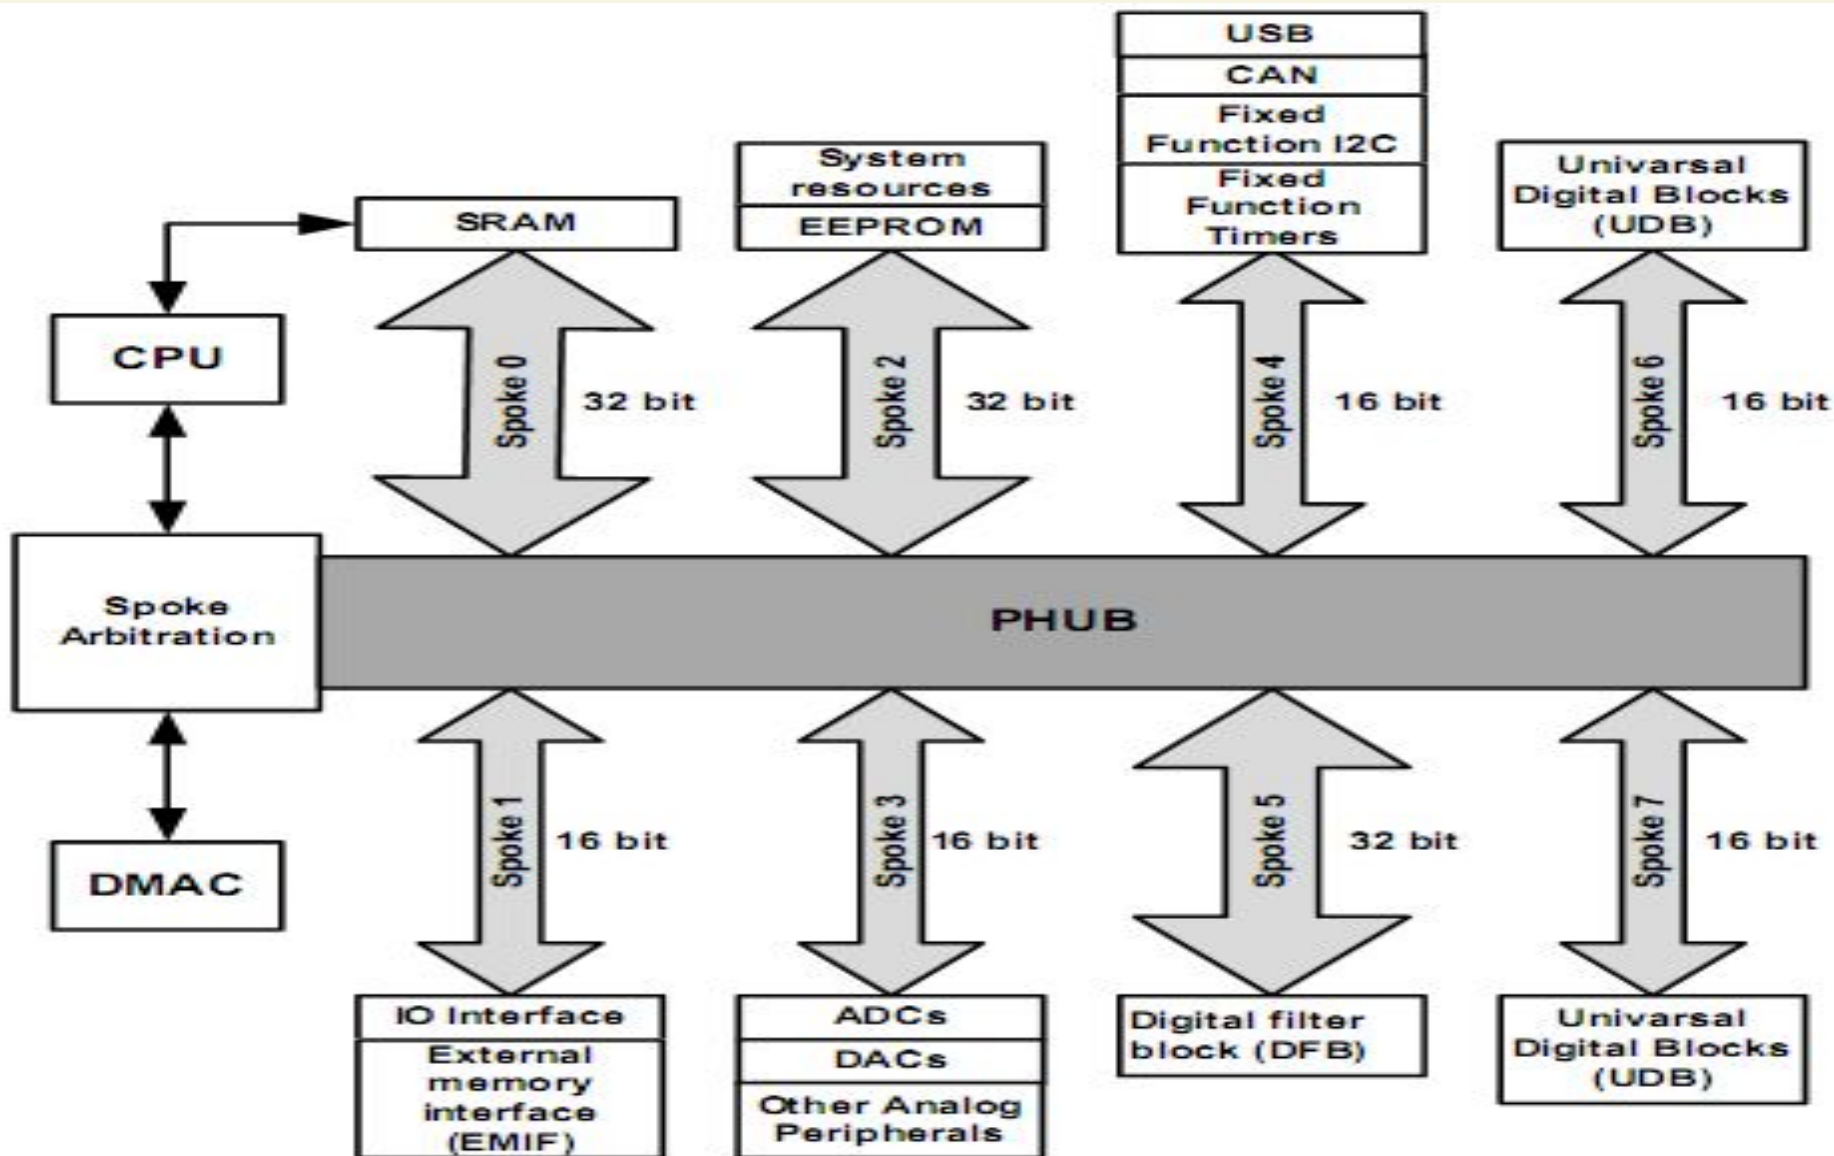 USB
CAN
Fixed
Function I2C
Fixed
Function
Timers
System
resources
EEPROM
Univarsal
Digital Blocks
(UDB)
SRAM
CPU
Spoke 0
32 bit
Spoke 2
32 bit
Spoke 4
16 bit
Spoke 6
16 bit
Spoke
Arbitration
PHUB
DMAC
Spoke 1
16 bit
Spoke 3
16 bit
Spoke 5
32 bit
Spoke 7
16 bit
IO Interface
External
memory
interface
(EMIF)
ADCs
DACs
Other Analog
Peripherals
Digital filter
block (DFB)
Univarsal
Digital Blocks
(UDB)